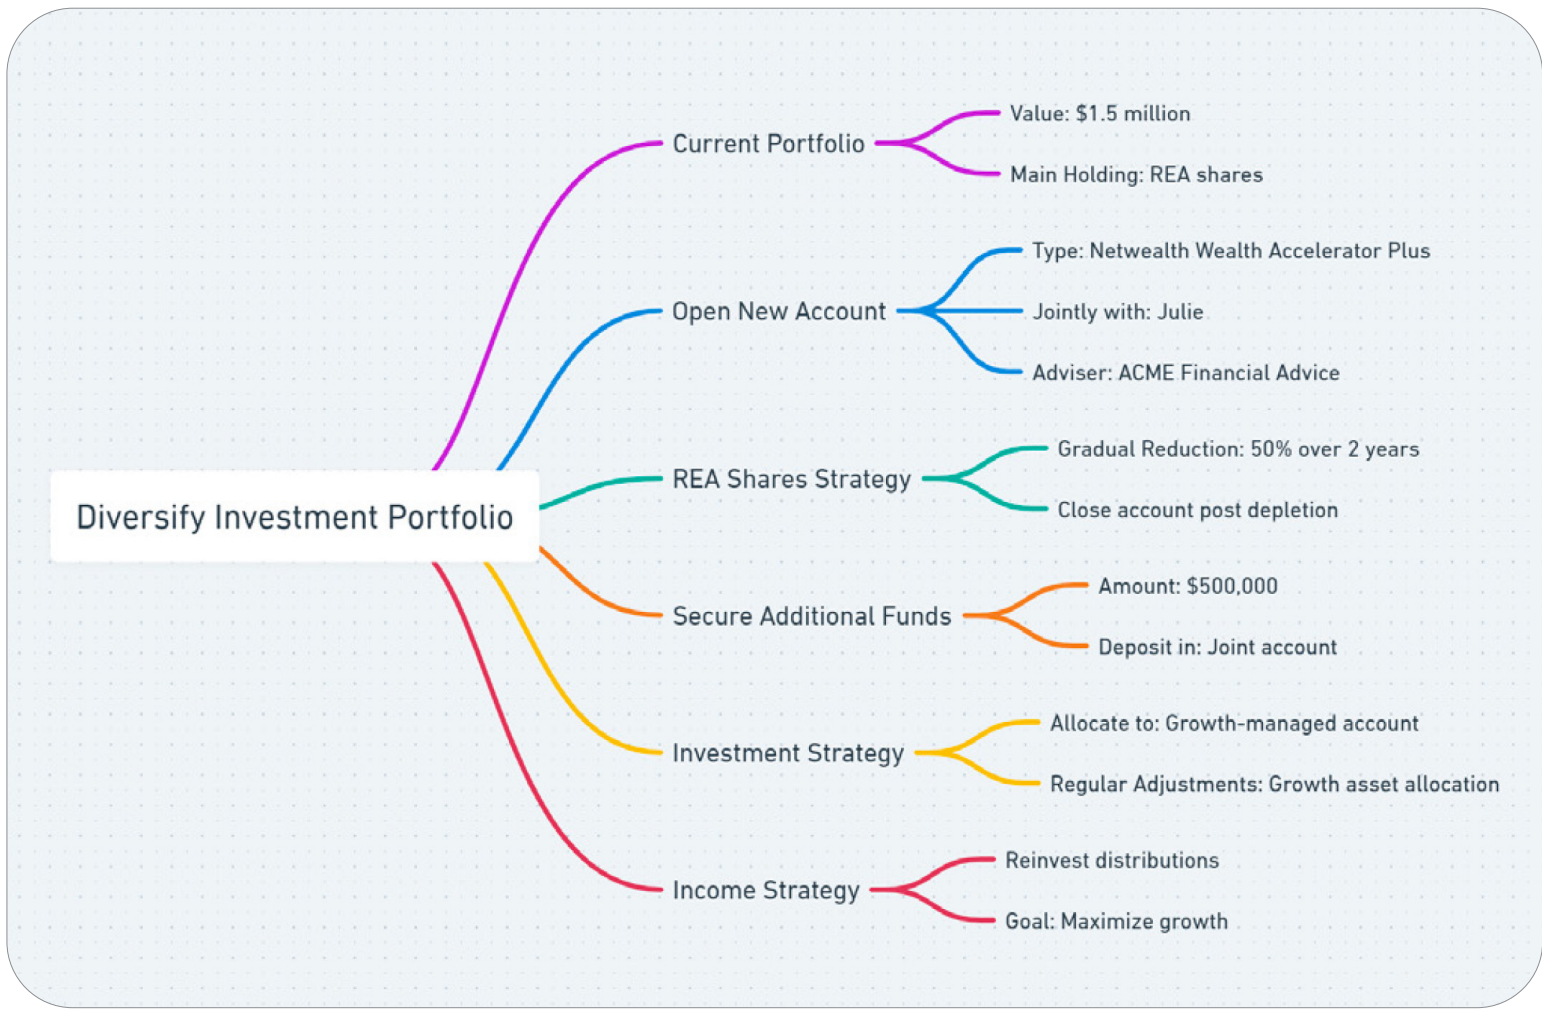 Diversify Investment Portfolio
Current Portfolio
Value: $1.5 million
Main Holding: REA shares
Open New Account
Type: Netwealth Wealth Accelerator Plus
Jointly with: Julie
Adviser: ACME Financial Advice
REA Shares Strategy
Gradual Reduction: 50% over 2 years
Close account post depletion
Secure Additional Funds
Amount: $500,000
Deposit in: Joint account
Investment Strategy
Allocate to: Growth-managed account
Regular Adjustments: Growth asset allocation
Income Strategy
Reinvest distributions
Goal: Maximize growth